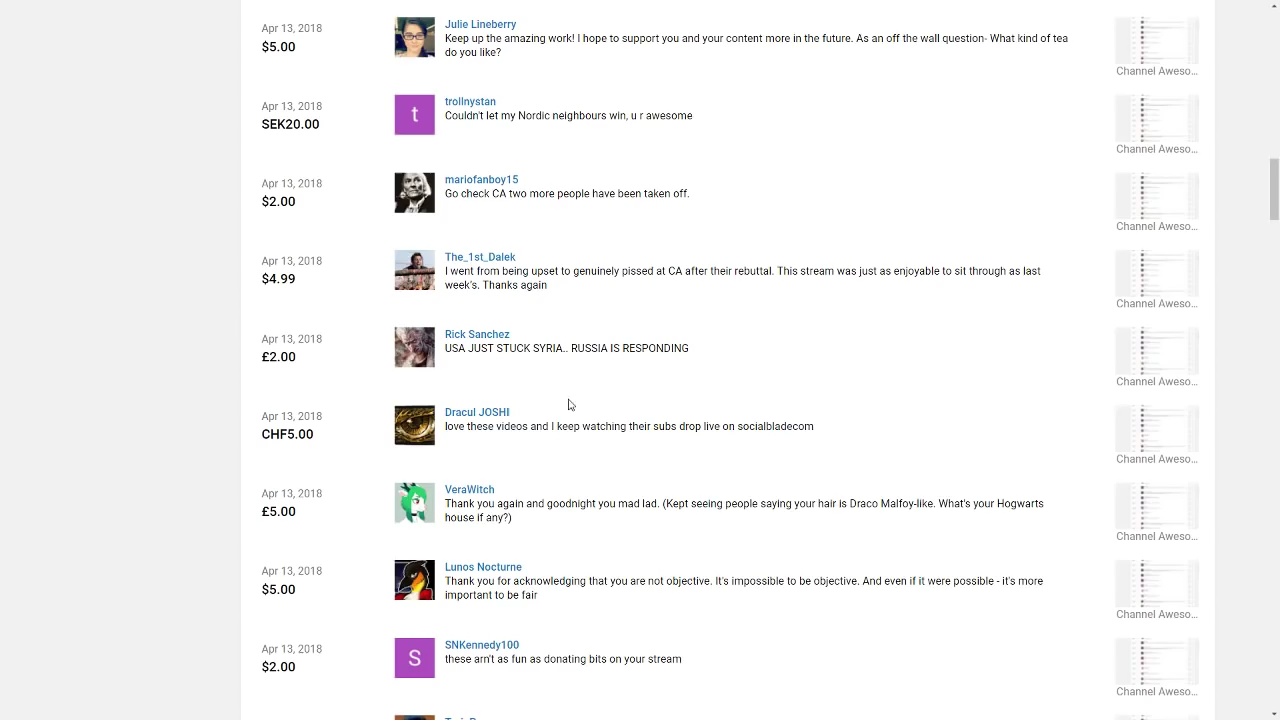 Apr 13, 2018
$5.00
Julie Lineberry
Keep up the amazing work! I hope to support you and your content more in the future. As an off the wall question- What kind of tea
do you like?
Channel Aweso...
Apr 13, 2018
SEK20.00
trollnystan
Couldn't let my Nordic neighbour win u r awesome
Channel Aweso...
Apr 13, 2018
$2.00
mariofanboy15
Go check CA two more people have been taken off.
Channel Aweso...
Apr 13, 2018
$4.99
The_1st_Dalek
I went from being upset to genuinely pissed at CA after their rebuttal. This stream was just as enjoyable to sit through as last
week's. Thanks again
Channel Aweso...
Apr 13, 2018
£2.00
Rick Sanchez
USA JUST STUCK SYRIA.. RUSSIA RESPONDING.
Channel Aweso...
Apr 13, 2018
CHF5.00
Dracul JOSHI
like these videos and I keep watching their subs drop live on socialbladecom
Channel Aweso...
Apr 13, 2018
£5.00
VeraWitch
Thank you again and goodnight you mad lad. (Kept seeing people saying your hair is Draco Malfoy-like. What's your Hogwarts
house if any?)
Channel Aweso...
Apr 13, 2018
$5.00
Lunos Nocturne
Thank you for acknowledging that you're not objective. It's impossible to be objective. And even if it were possible - it's more
important to be fair
Channel Aweso...
Apr 13, 2018
$2.00
SNKennedy100
these arn't as fun as donating bits on your stream
Channel Aweso...